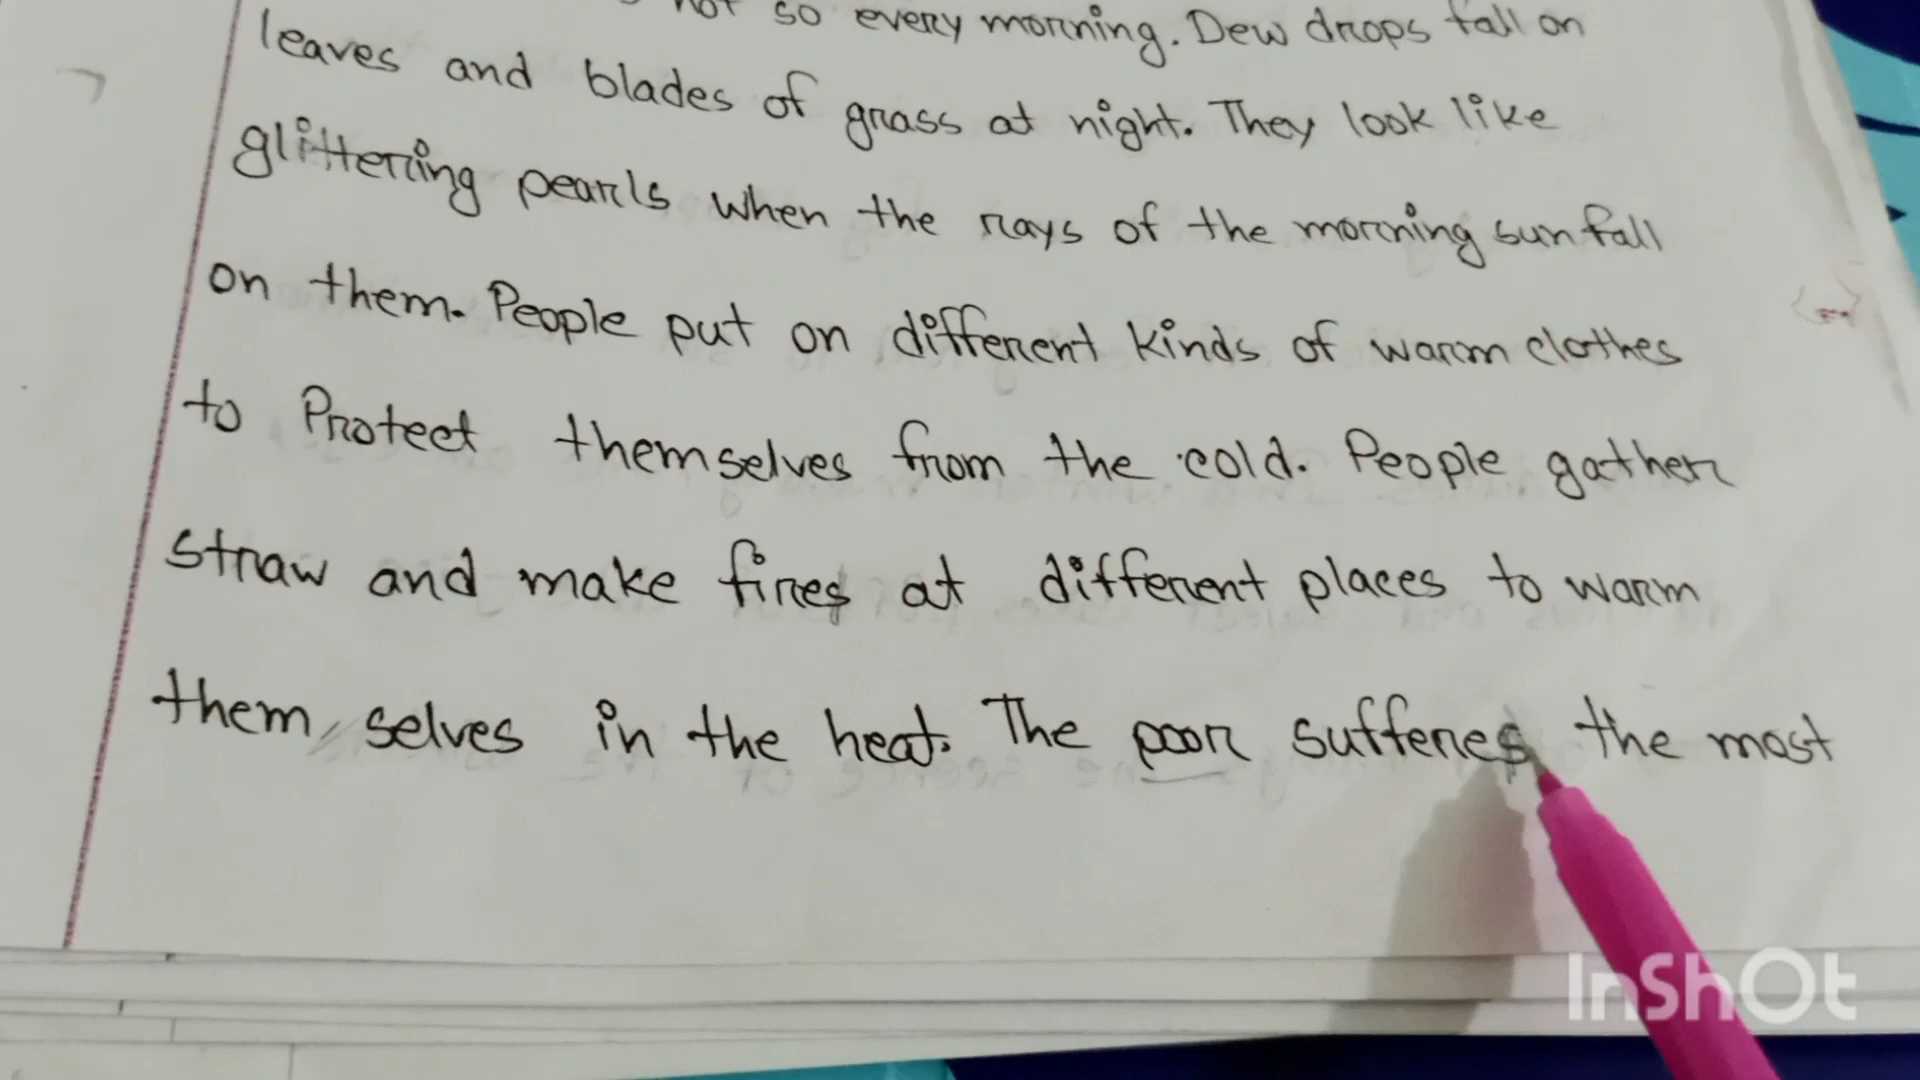 not so every morning. Dew drops fall on
leaves and blades of grass at night. They look like
glittering pearls when the rays of the morning sun fall
on them. People put on different kinds of warm clothes
to Protect themselves from the cold. People gather
straw and make fires at different places to warm
them selves in the heat. The poor sufferes the most
InShOt